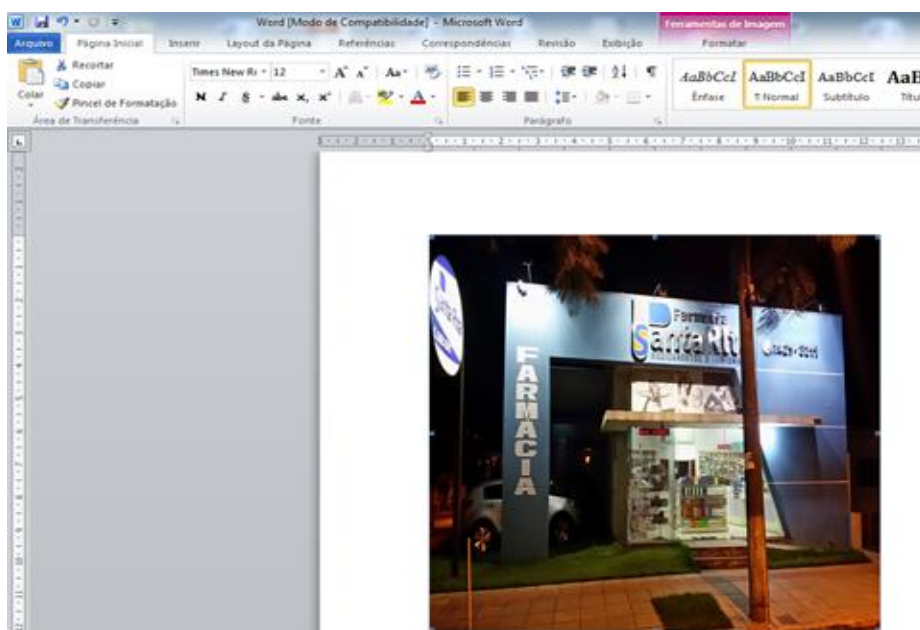 Word [Modo de Compatibilidade] - Microsoft Word
Ferramentas de Imagem
Arquivo Página Inicial Inserir Layout da Página Referências Correspondências Revisão Exibição Formatar
Colar
Recortar
Copiar
Pincel de Formatação
Área de Transferência
Times New R 12
N I S abc x, x²
Fonte
Parágrafo
AaBbCcI AaBbCcI AaBbCcI AaB
Ênfase ¶ Normal Subtítulo Títu
Farmácia
Santa Rit
FARMACIA